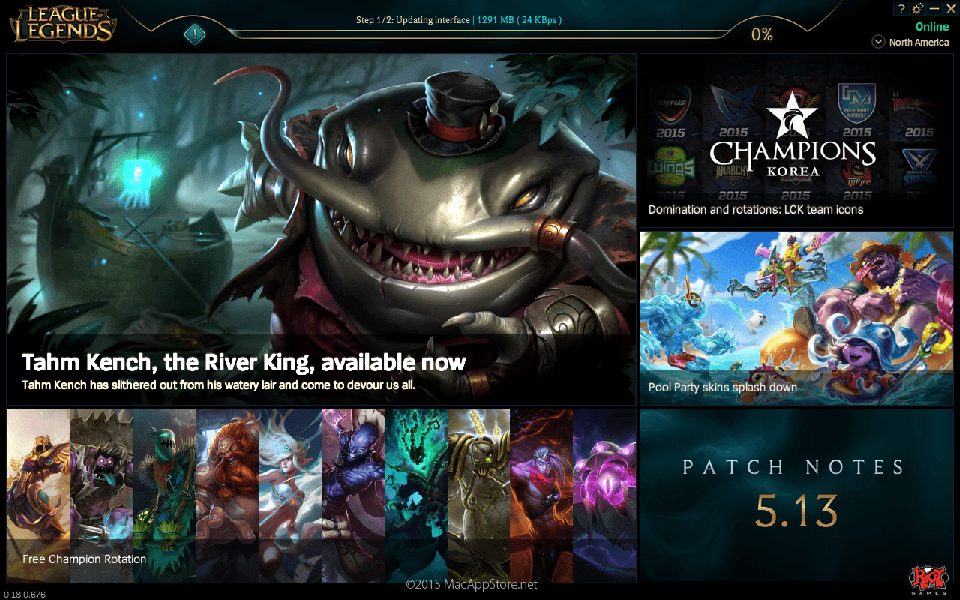 LEAGUE OF LEGENDS
Step 1/2: Updating interface | 1291 MB ( 24 KBps )
0%
?
Online
North America
Tahm Kench, the River King, available now
Tahm Kench has slithered out from his watery lair and come to devour us all.
2015
2015
2015
2015
WINGS
ANARCHY
CHAMPIONS
KOREA
2015
2015
2015
Domination and rotations: LCK team icons
Pool Party skins splash down
Free Champion Rotation
PATCH NOTES
5.13
RIOT GAMES
©2015 MacAppStore.net
0.18.0.676